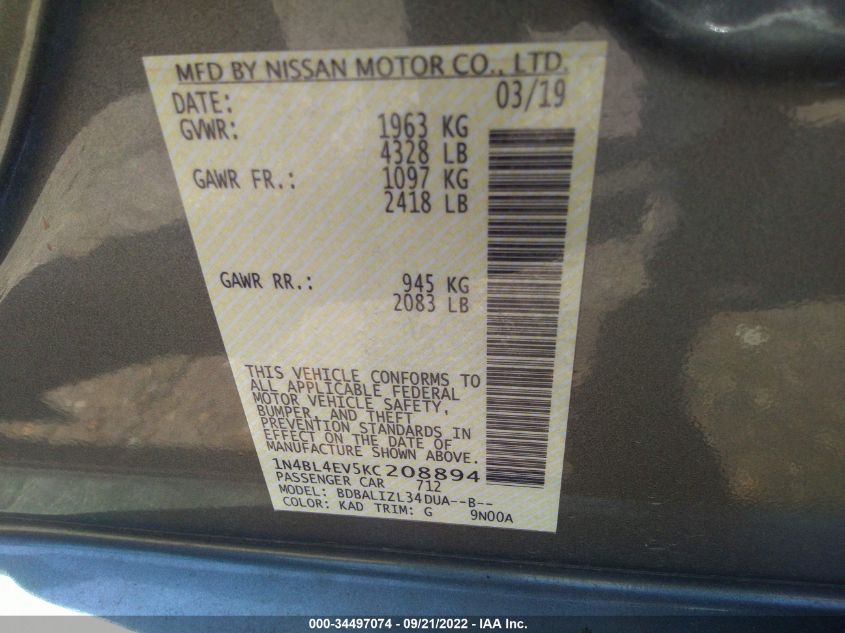 MFD BY NISSAN MOTOR CO., LTD.
DATE: 03/19
GVWR: 1963 KG
4328 LB
GAWR FR.: 1097 KG
2418 LB
GAWR RR.: 945 KG
2083 LB
THIS VEHICLE CONFORMS TO
ALL APPLICABLE FEDERAL
MOTOR VEHICLE SAFETY,
BUMPER, AND THEFT
PREVENTION STANDARDS IN
EFFECT ON THE DATE OF
MANUFACTURE SHOWN ABOVE.
1N4BL4EV5KC208894
PASSENGER CAR 712
MODEL: BDBALIZL34DUA--B--
COLOR: KAD TRIM: G 9N00A
000-34497074 - 09/21/2022 - IAA Inc.